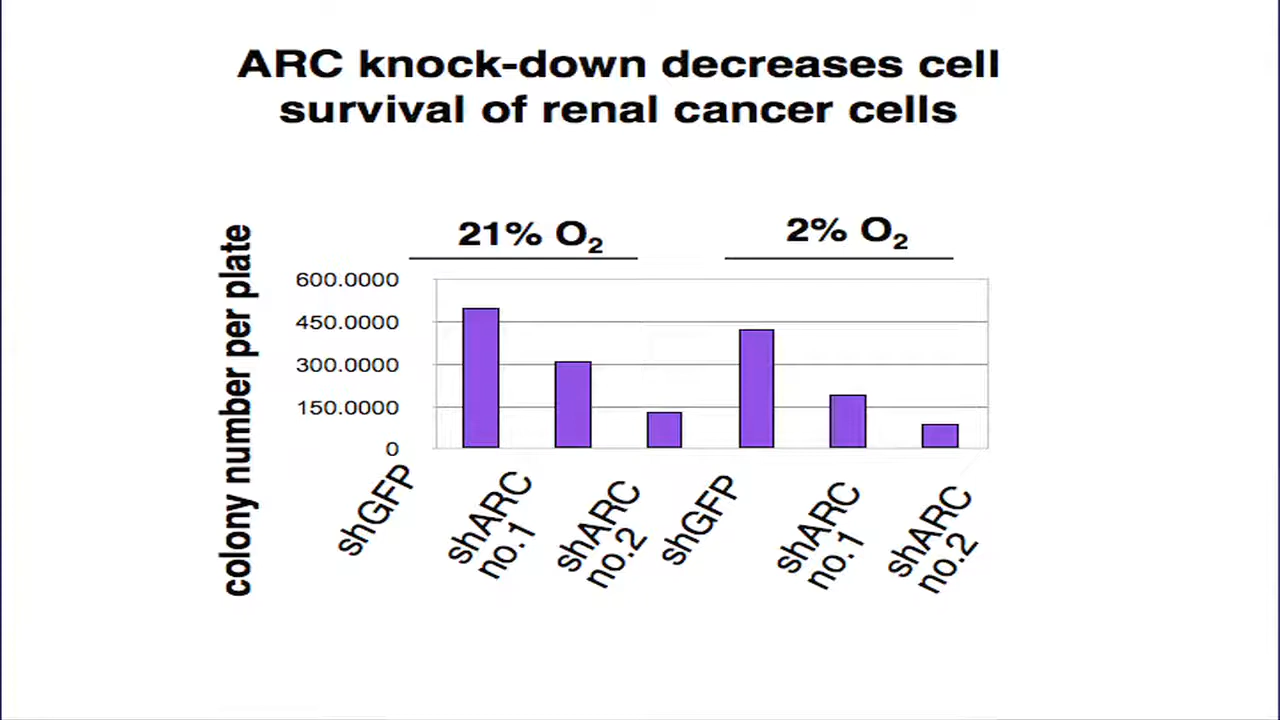 ARC knock-down decreases cell
survival of renal cancer cells
21% O₂
2% O₂
colony number per plate
600.0000
450.0000
300.0000
150.0000
0
shGFP
shARC
no.1
shARC
no.2
shGFP
shARC
no.1
shARC
no.2